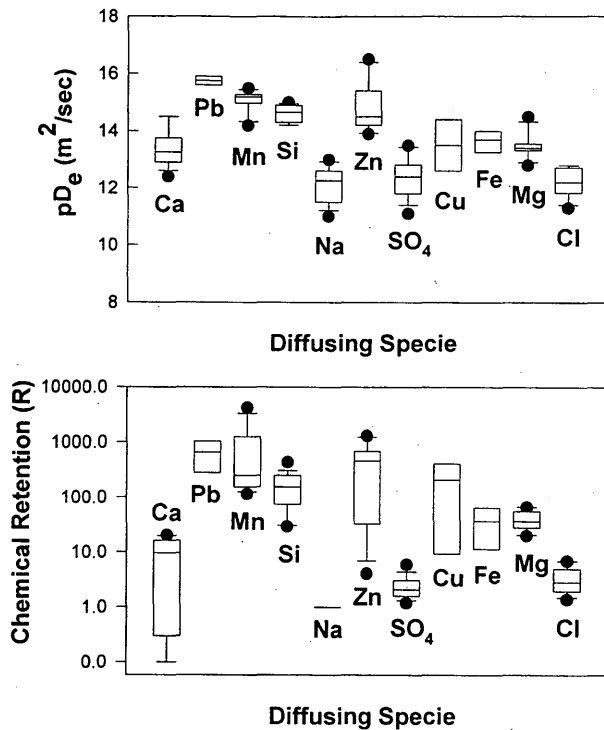 18
16
14
12
10
8
pDe (m2/sec)
Ca
Pb
Mn
Si
Na
Zn
SO4
Cu
Fe
Mg
Cl
Diffusing Specie
10000.0
1000.0
100.0
10.0
1.0
0.0
Chemical Retention (R)
Ca
Pb
Mn
Si
Na
Zn
SO4
Cu
Fe
Mg
Cl
Diffusing Specie